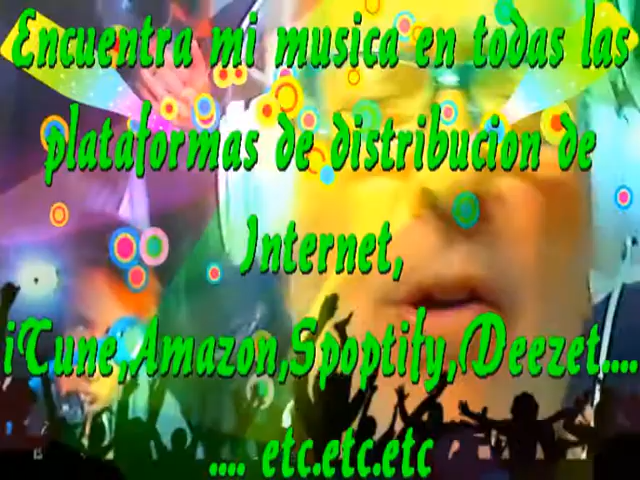 Encuentra mi musica en todas las
plataformas de distribucion de
Internet,
iTune,Amazon,Spoptify,Deezet....
.... etc.etc.etc